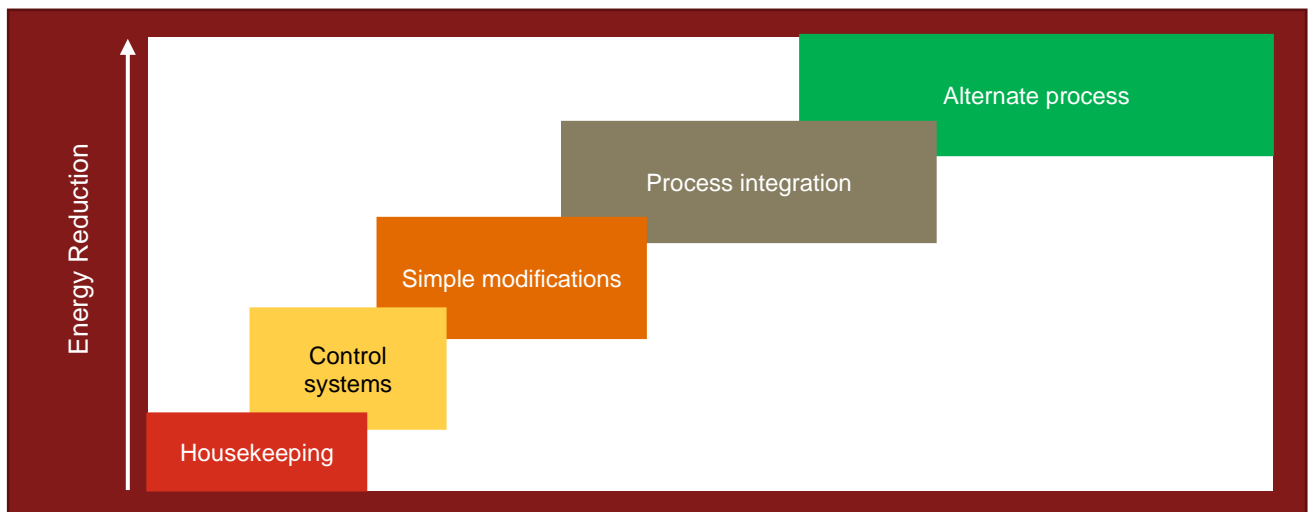 Alternate process
Process integration
Energy Reduction
Simple modifications
Control
systems
Housekeeping